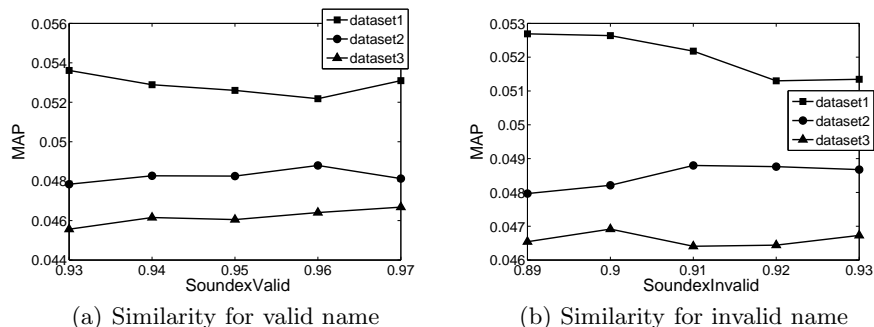 0.056
0.054
0.052
0.05
0.048
0.046
0.044
MAP
dataset1
dataset2
dataset3
0.93 0.94 0.95 0.96 0.97
SoundexValid
(a) Similarity for valid name
0.053
0.052
0.051
0.05
0.049
0.048
0.047
0.046
MAP
dataset1
dataset2
dataset3
0.89 0.9 0.91 0.92 0.93
SoundexInvalid
(b) Similarity for invalid name